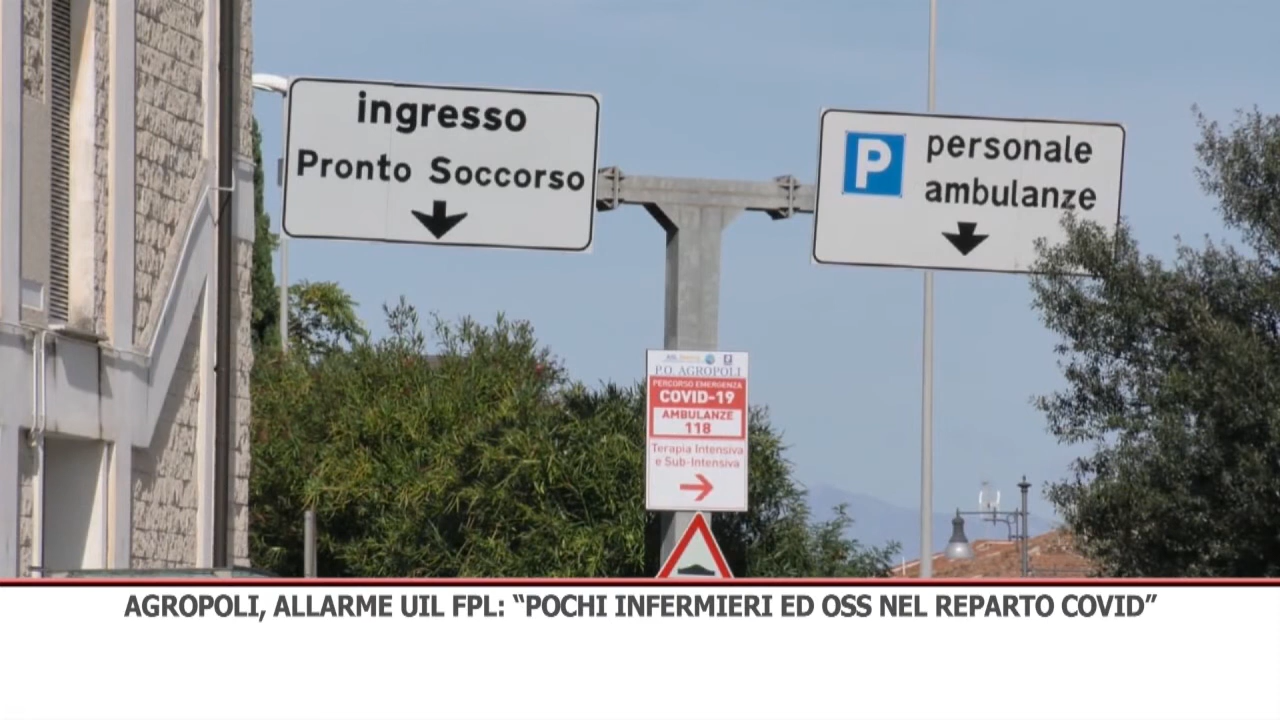 ingresso
Pronto Soccorso
P
personale
ambulanze
P.O. AGROPOLI
PERCORSO EMERGENZA
COVID-19
AMBULANZE
118
Terapia Intensiva
e Sub-Intensiva
AGROPOLI, ALLARME UIL FPL: “POCHI INFERMIERI ED OSS NEL REPARTO COVID”